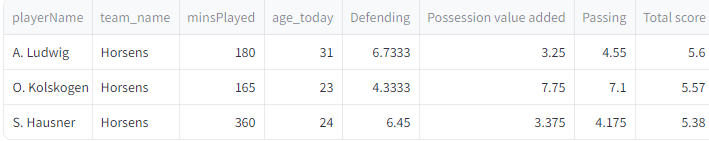 playerName team_name minsPlayed age_today Defending Possession value added Passing Total score
A. Ludwig Horsens 180 31 6.7333 3.25 4.55 5.6
O. Kolskogen Horsens 165 23 4.3333 7.75 7.1 5.57
S. Hausner Horsens 360 24 6.45 3.375 4.175 5.38